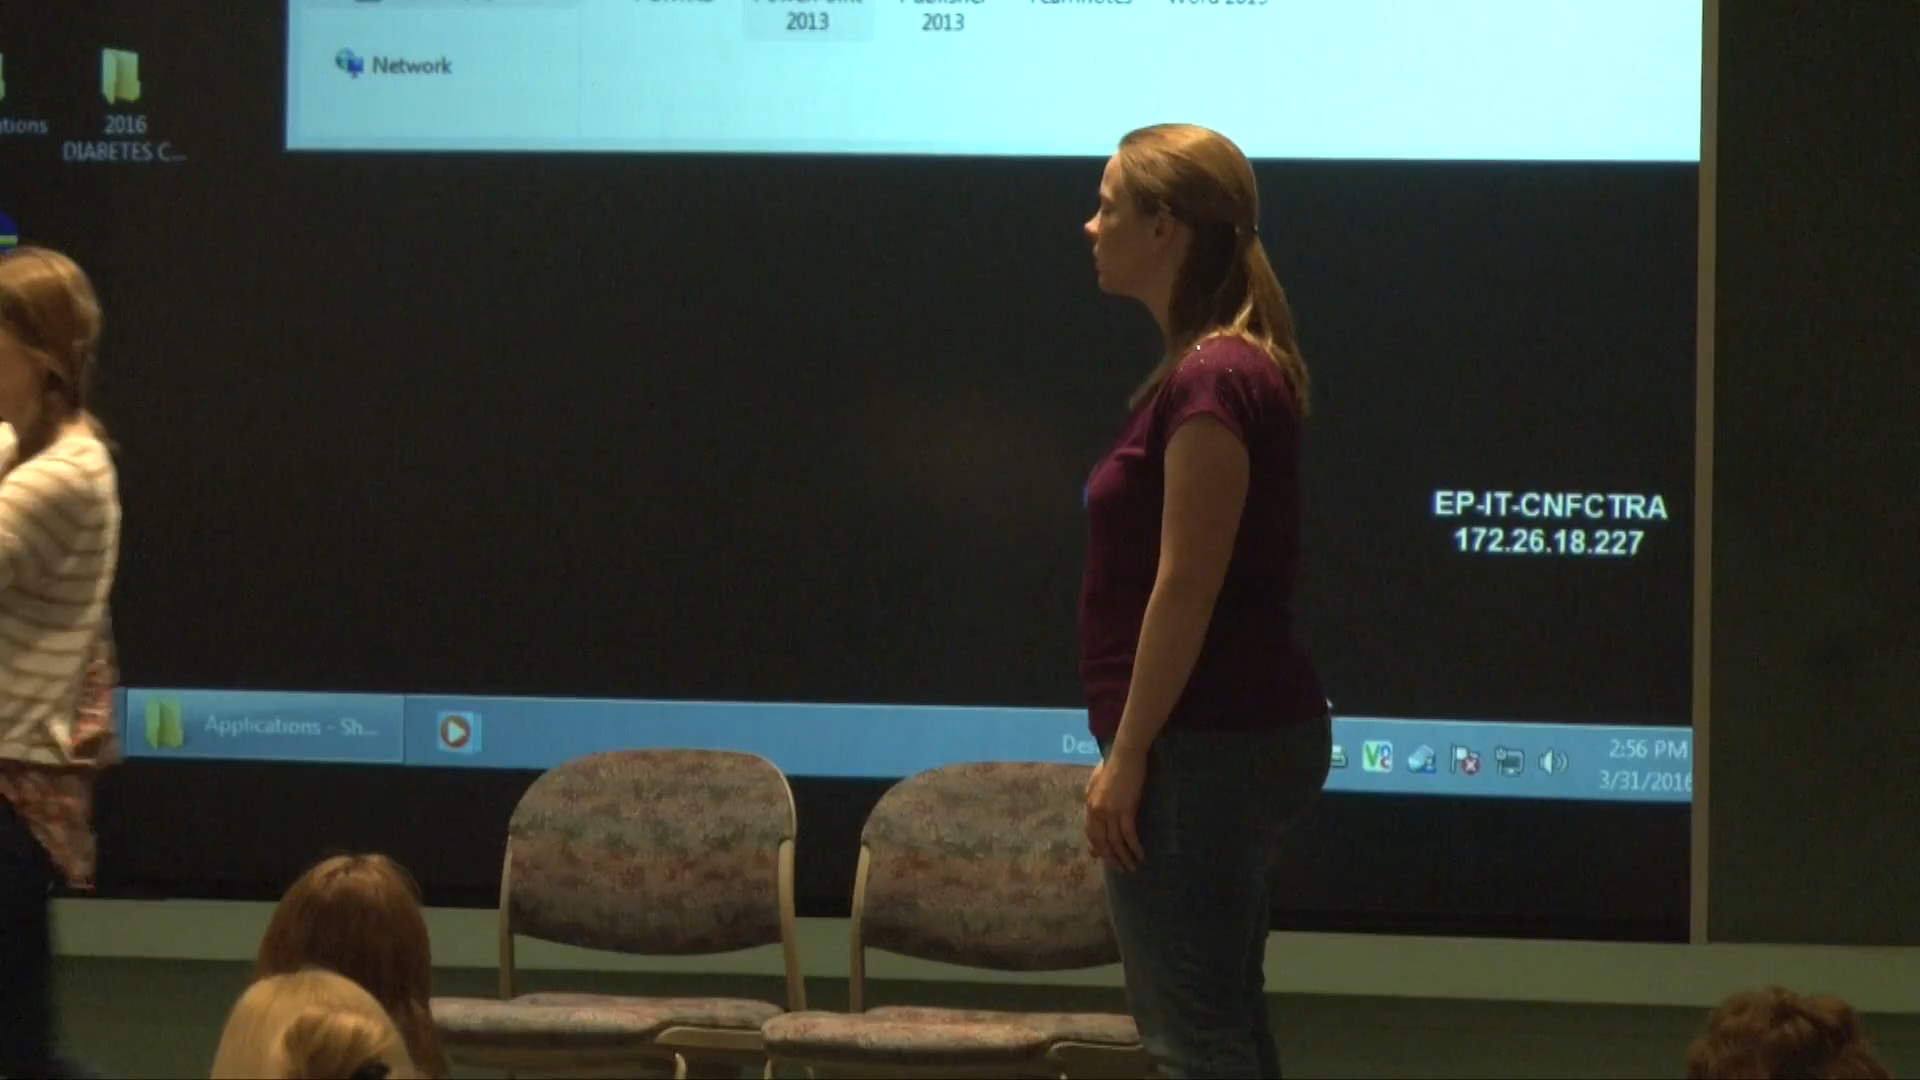 2013
2013
Network
2016
DIABETES C...
EP-IT-CNFCTRA
172.26.18.227
Applications - Sh...
2:56 PM
3/31/2016